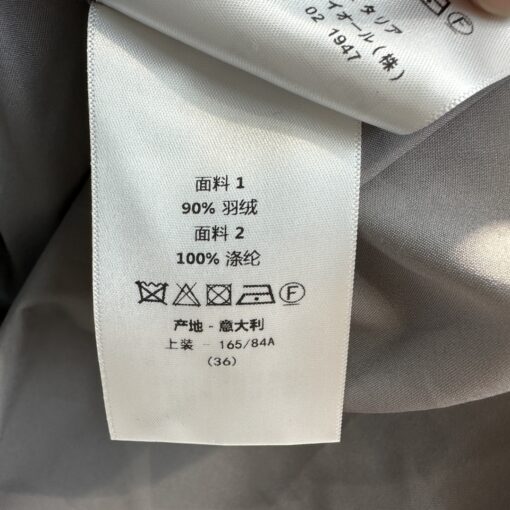 タリア
イオール(株)
02 1947
面料 1
90% 羽绒
面料 2
100% 涤纶
F
产地 - 意大利
上装 - 165/84A
(36)